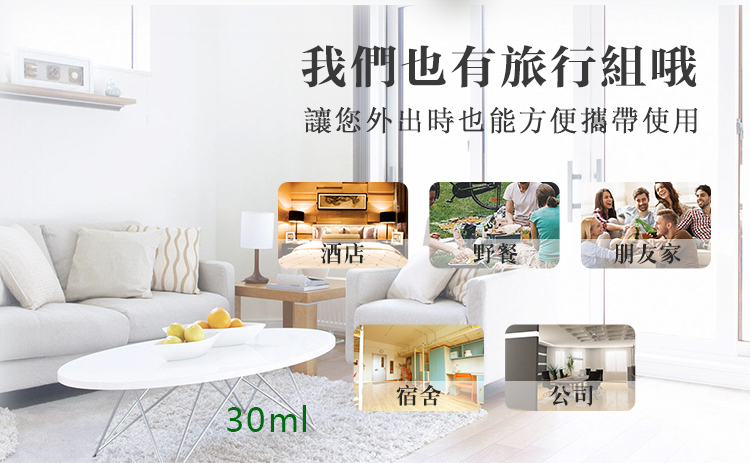 我們也有旅行組哦
讓您外出時也能方便攜帶使用
酒店
野餐
朋友家
宿舍
公司
30ml